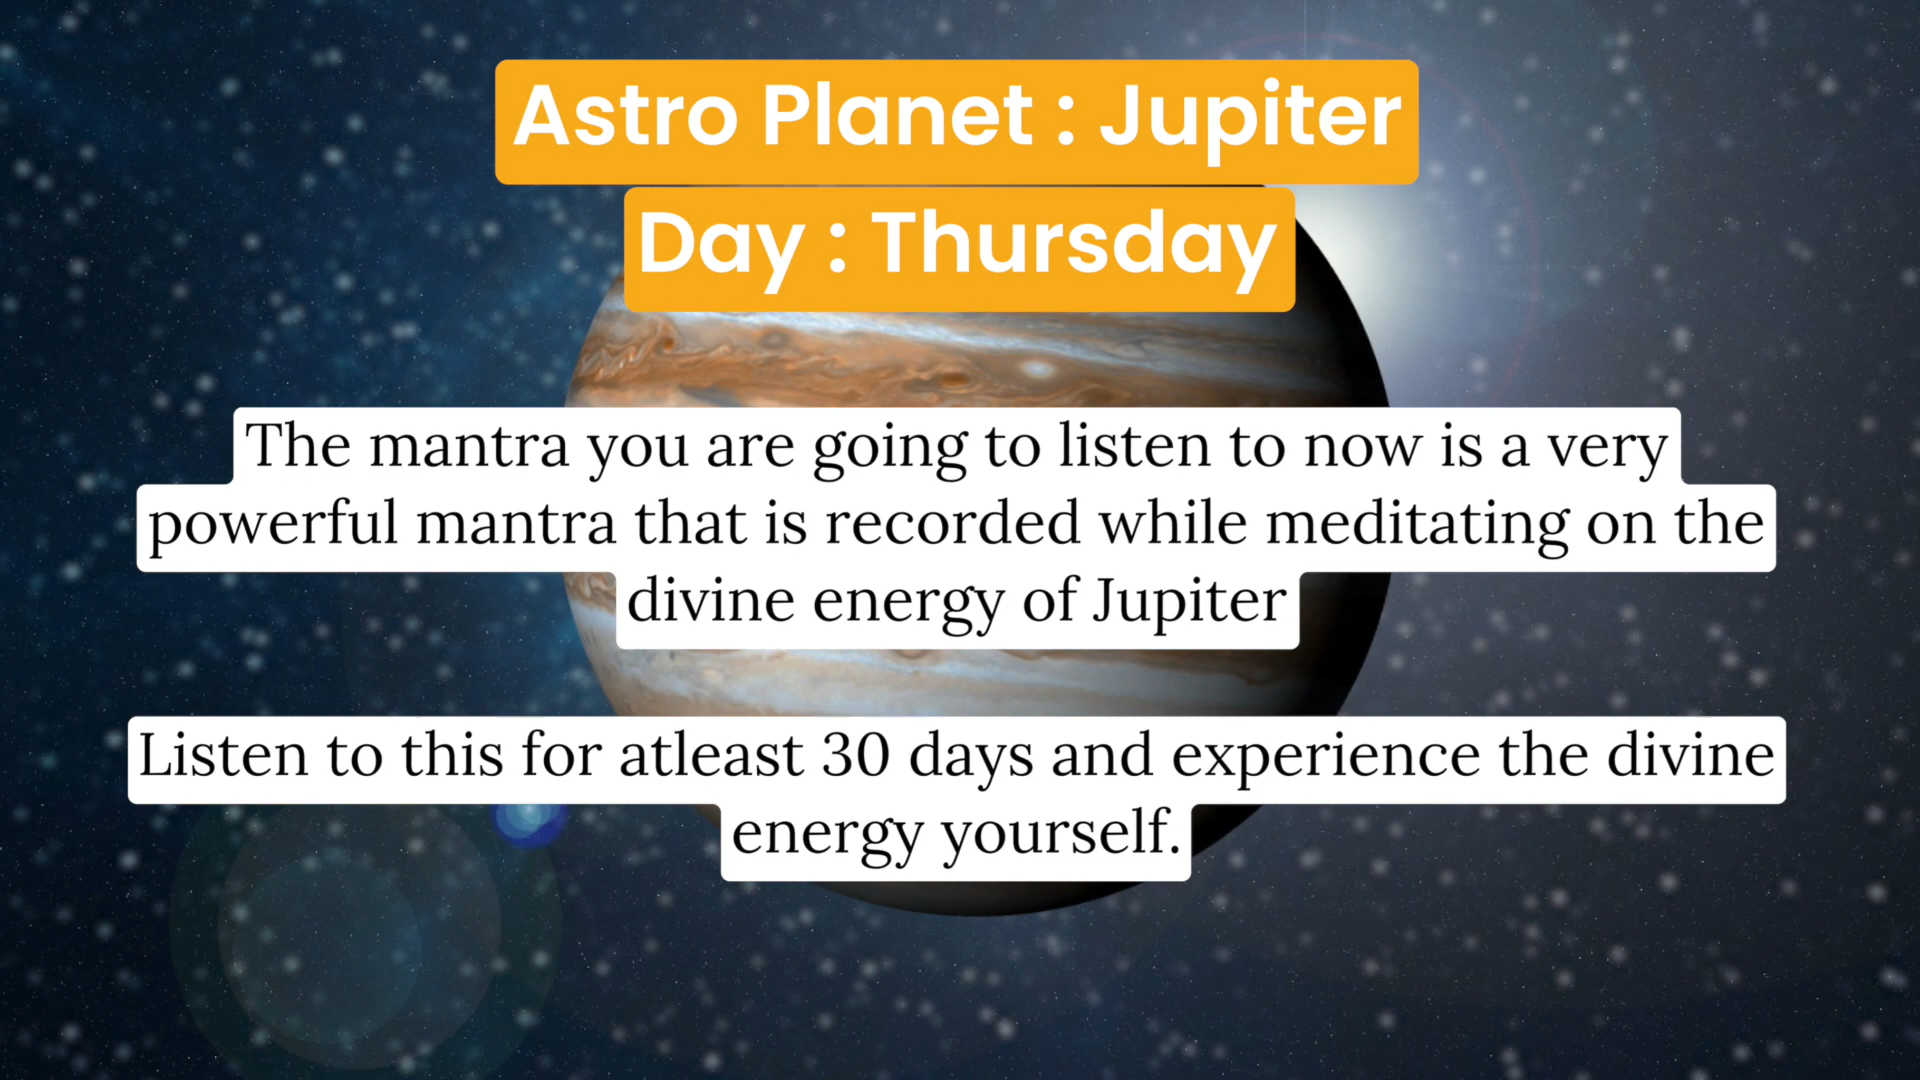 Astro Planet : Jupiter
Day : Thursday
The mantra you are going to listen to now is a very
powerful mantra that is recorded while meditating on the
divine energy of Jupiter
Listen to this for atleast 30 days and experience the divine
energy yourself.